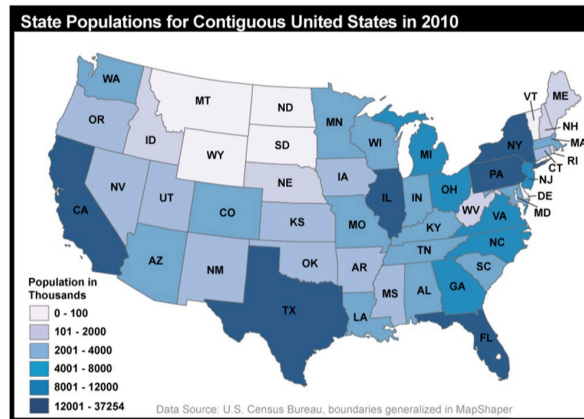 State Populations for Contiguous United States in 2010
WA
MT
ND
MN
VT
ME
OR
ID
WY
SD
WI
MI
NY
NH
MA
RI
CT
NJ
DE
MD
NV
UT
CO
NE
IA
IL
IN
OH
PA
WV
VA
CA
AZ
NM
KS
MO
KY
TN
NC
OK
AR
SC
TX
LA
MS
AL
GA
FL
Population in
Thousands
0 - 100
101 - 2000
2001 - 4000
4001 - 8000
8001 - 12000
12001 - 37254
Data Source: U.S. Census Bureau, boundaries generalized in MapShaper